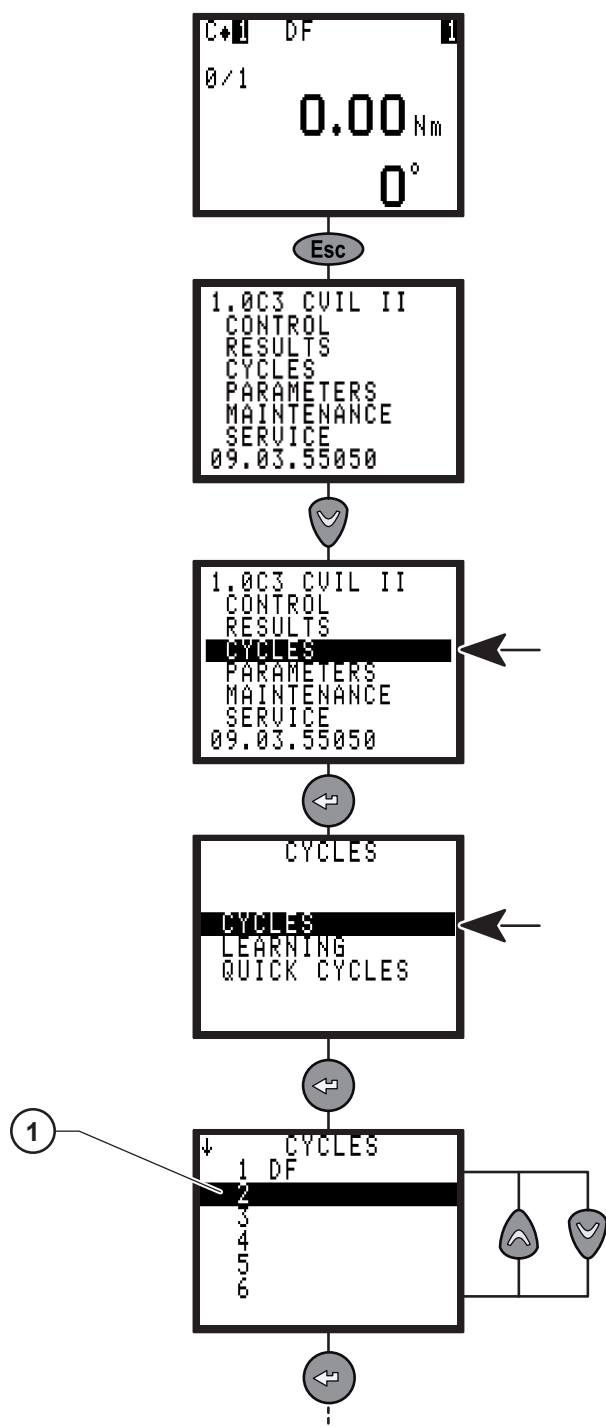 C♦1 DF 1
0/1
0.00 Nm
0°
Esc
1.0C3 CVIL II
CONTROL
RESULTS
CYCLES
PARAMETERS
MAINTENANCE
SERVICE
09.03.55050
1.0C3 CVIL II
CONTROL
RESULTS
CYCLES
PARAMETERS
MAINTENANCE
SERVICE
09.03.55050
CYCLES
CYCLES
LEARNING
QUICK CYCLES
1
↓ CYCLES
1 DF
2
3
4
5
6